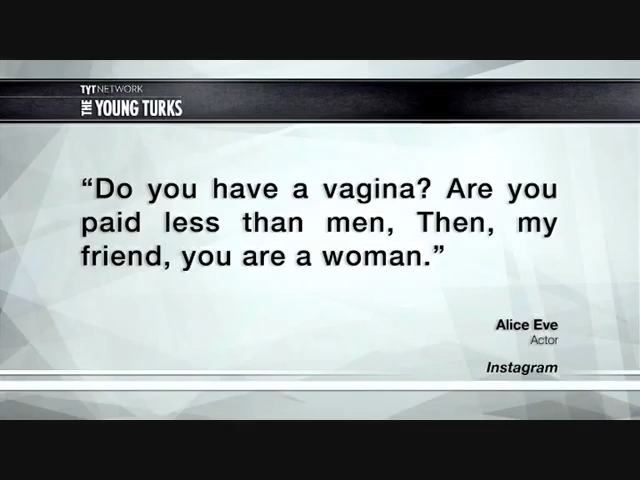 TYT NETWORK
THE YOUNG TURKS
“Do you have a vagina? Are you
paid less than men, Then, my
friend, you are a woman.”
Alice Eve
Actor
Instagram